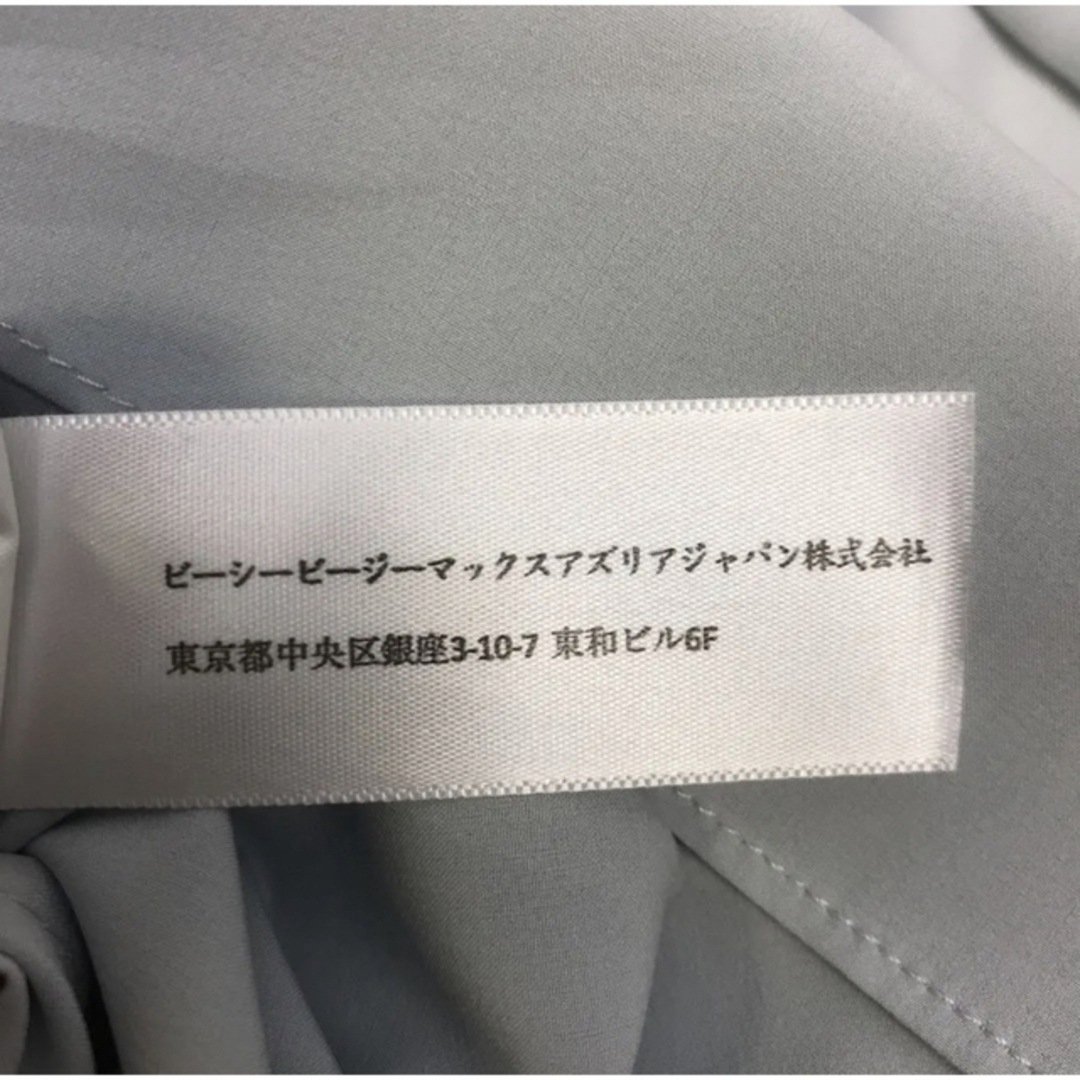 ビーシービージーマックスアズリアジャパン株式会社
東京都中央区銀座3-10-7 東和ビル6F